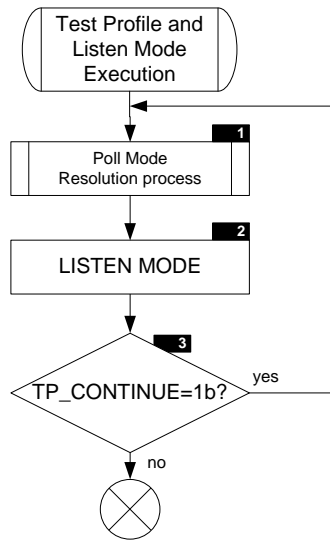 Test Profile and
Listen Mode
Execution
1
Poll Mode
Resolution process
2
LISTEN MODE
3
TP_CONTINUE=1b?
yes
no